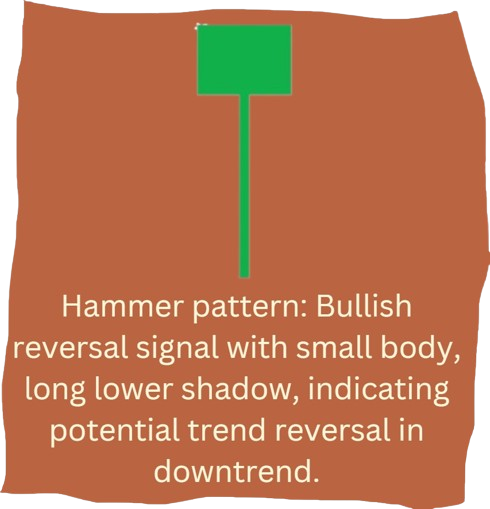 Hammer pattern: Bullish
reversal signal with small body,
long lower shadow, indicating
potential trend reversal in
downtrend.